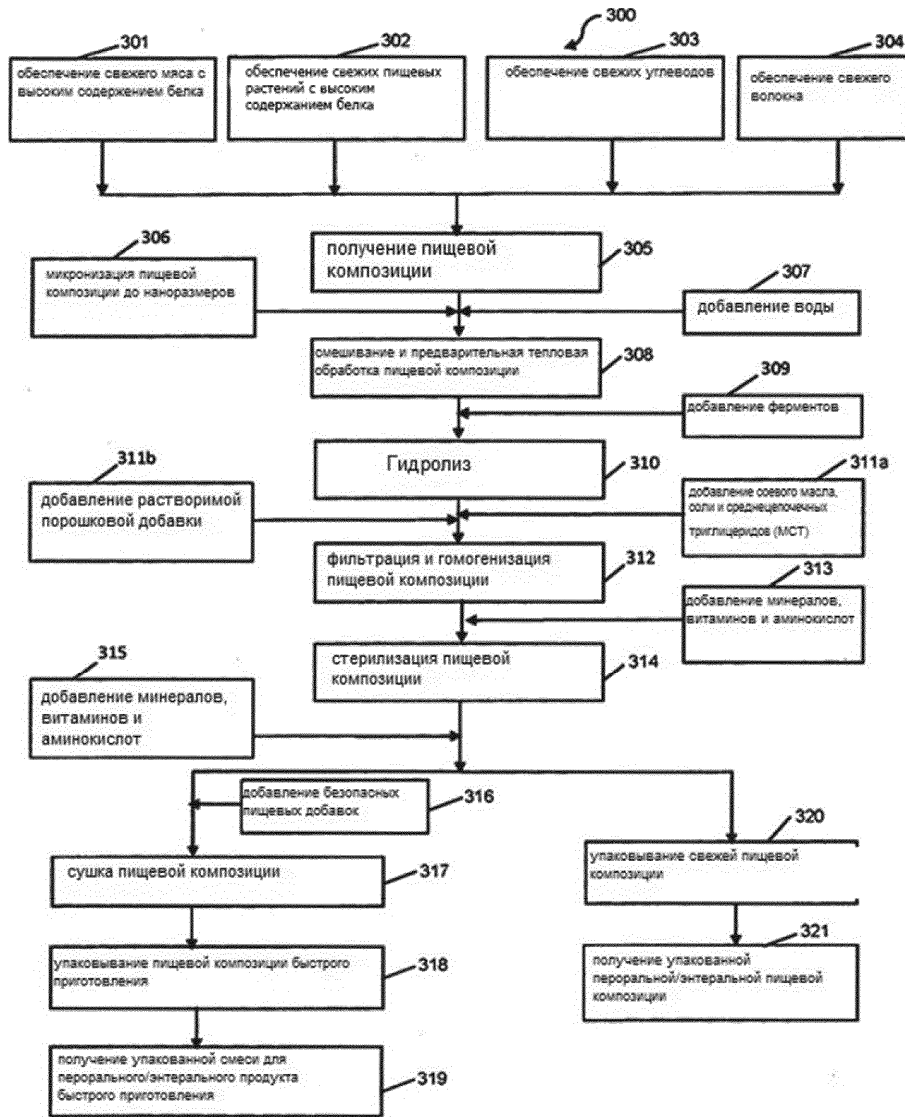 300
301
302
303
304
обеспечение свежего мяса с
высоким содержением белка
обеспечение свежих пищевых
растений с высоким
содержанием белка
обеспечение свежих углеводов
обеспечение свежего
волокна
получение пищевой
композиции
305
306
микронизация пищевой
композиции до наноразмеров
307
добавление воды
смешивание и предварительная тепловая
обработка пищевой композиции
308
309
добавление ферментов
Гидролиз
310
311b
добавление растворимой
порошковой добавки
311a
добавление соевого масла,
соли и среднецепочечных
триглицеридов (МСТ)
фильтрация и гомогенизация
пищевой композиции
312
313
добавление минералов,
витаминов и аминокислот
стерилизация пищевой
композиции
314
315
добавление минералов,
витаминов и
аминокислот
добавление безопасных
пищевых добавок
316
сушка пищевой композиции
317
320
упаковывание свежей пищевой
композиции
упаковывание пищевой композиции быстрого
приготовления
318
321
получение упакованной
пероральной/энтеральной пищевой
композиции
получение упакованной смеси для
перорального/энтерального продукта
быстрого приготовления
319